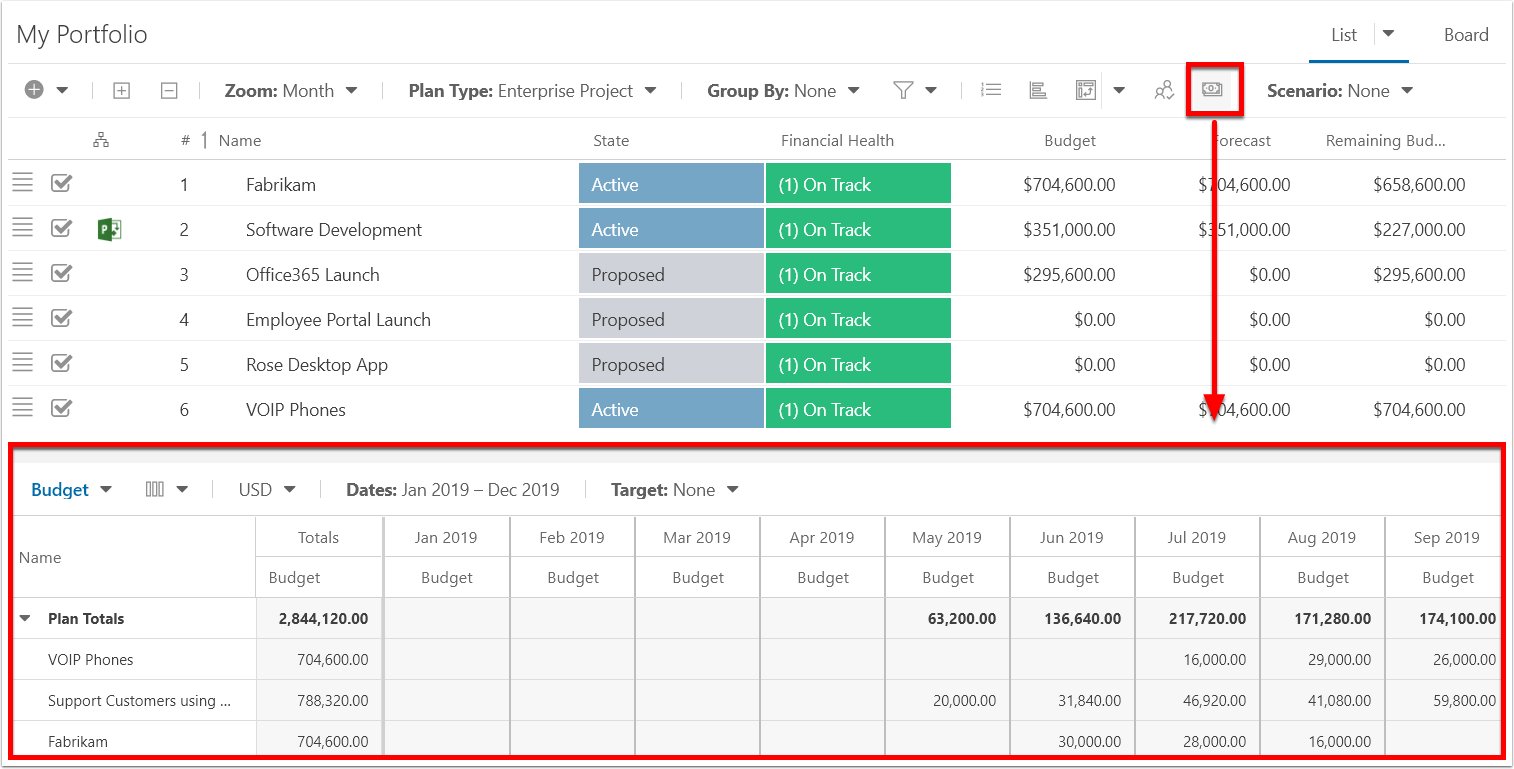 My Portfolio List Board
Zoom: Month Plan Type: Enterprise Project Group By: None Scenario: None
# Name State Financial Health Budget Forecast Remaining Bud...
1 Fabrikam Active (1) On Track $704,600.00 $704,600.00 $658,600.00
P 2 Software Development Active (1) On Track $351,000.00 $351,000.00 $227,000.00
3 Office365 Launch Proposed (1) On Track $295,600.00 $0.00 $295,600.00
4 Employee Portal Launch Proposed (1) On Track $0.00 $0.00 $0.00
5 Rose Desktop App Proposed (1) On Track $0.00 $0.00 $0.00
6 VOIP Phones Active (1) On Track $704,600.00 $704,600.00 $704,600.00
Budget USD Dates: Jan 2019 – Dec 2019 Target: None
Name Totals Jan 2019 Feb 2019 Mar 2019 Apr 2019 May 2019 Jun 2019 Jul 2019 Aug 2019 Sep 2019
Budget Budget Budget Budget Budget Budget Budget Budget Budget Budget
Plan Totals 2,844,120.00 63,200.00 136,640.00 217,720.00 171,280.00 174,100.00
VOIP Phones 704,600.00 16,000.00 29,000.00 26,000.00
Support Customers using ... 788,320.00 20,000.00 31,840.00 46,920.00 41,080.00 59,800.00
Fabrikam 704,600.00 30,000.00 28,000.00 16,000.00